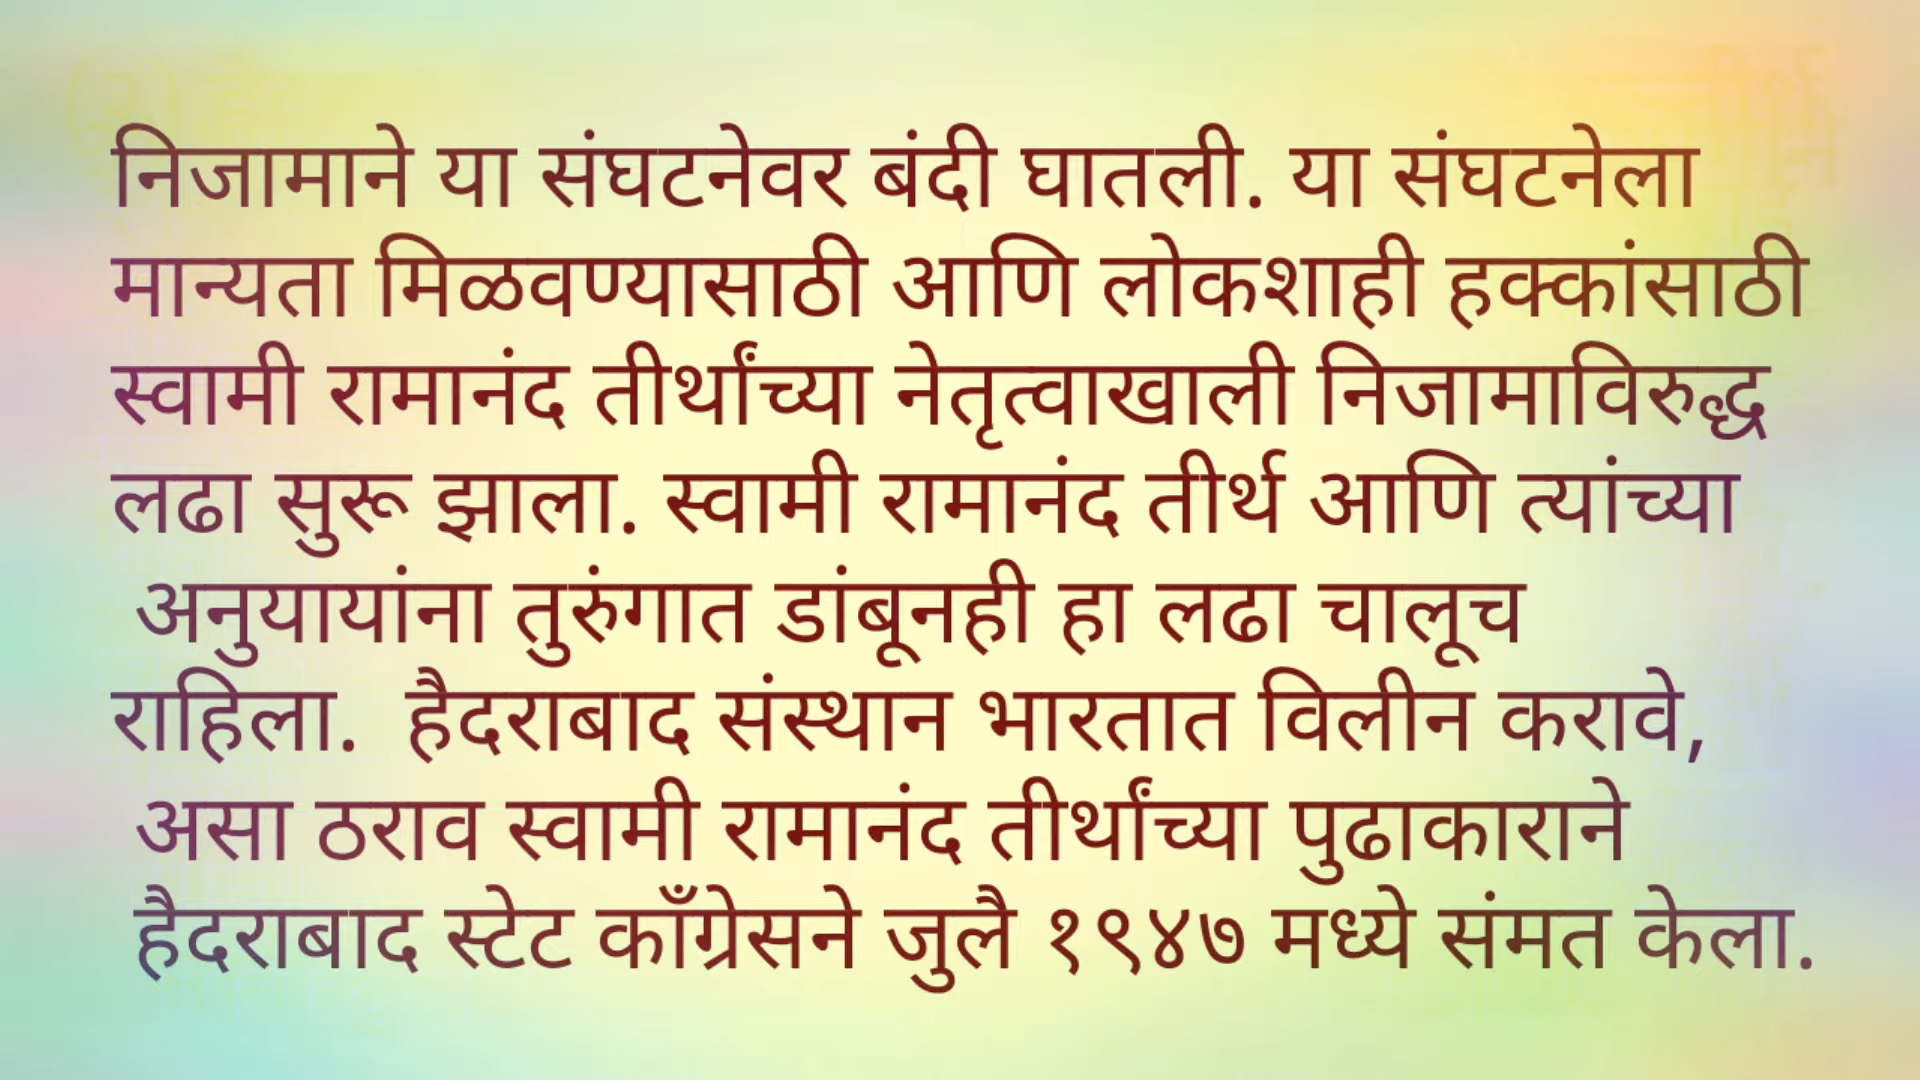 निजामाने या संघटनेवर बंदी घातली. या संघटनेला
मान्यता मिळवण्यासाठी आणि लोकशाही हक्कांसाठी
स्वामी रामानंद तीर्थांच्या नेतृत्वाखाली निजामाविरुद्ध
लढा सुरू झाला. स्वामी रामानंद तीर्थ आणि त्यांच्या
अनुयायांना तुरुंगात डांबूनही हा लढा चालूच
राहिला. हैदराबाद संस्थान भारतात विलीन करावे,
असा ठराव स्वामी रामानंद तीर्थांच्या पुढाकाराने
हैदराबाद स्टेट काँग्रेसने जुलै १९४७ मध्ये संमत केला.